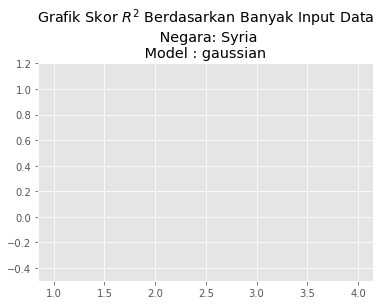 Grafik Skor R² Berdasarkan Banyak Input Data
Negara: Syria
Model : gaussian
1.2
1.0
0.8
0.6
0.4
0.2
0.0
−0.2
−0.4
1.0 1.5 2.0 2.5 3.0 3.5 4.0